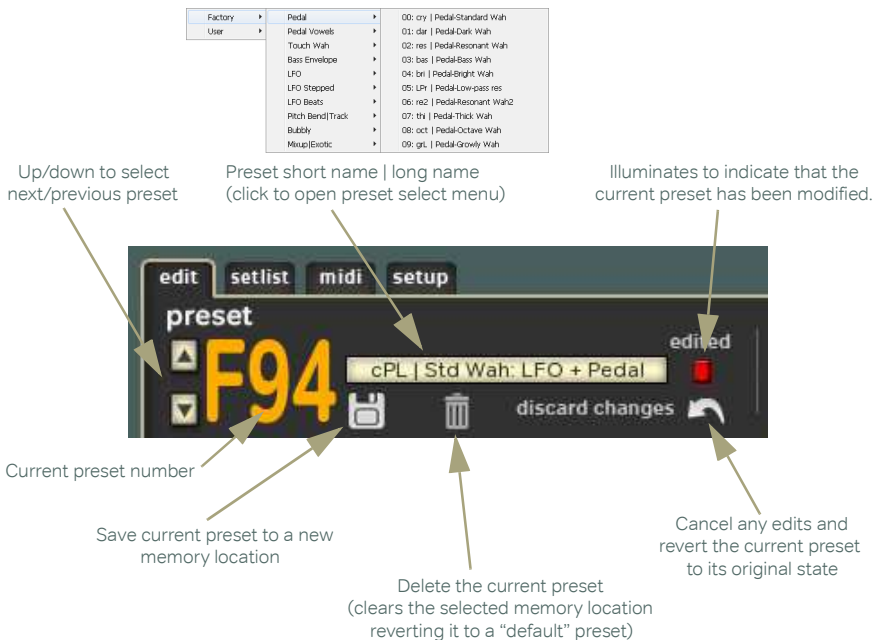 Factory
User
Pedal
Pedal Vowels
Touch Wah
Bass Envelope
LFO
LFO Stepped
LFO Beats
Pitch Bend|Track
Bubbly
Mixup|Exotic
00: cry | Pedal-Standard Wah
01: dar | Pedal-Dark Wah
02: res | Pedal-Resonant Wah
03: bas | Pedal-Bass Wah
04: bri | Pedal-Bright Wah
05: LPr | Pedal-Low-pass res
06: re2 | Pedal-Resonant Wah2
07: thi | Pedal-Thick Wah
08: oct | Pedal-Octave Wah
09: grL | Pedal-Growly Wah
Up/down to select
next/previous preset
Preset short name | long name
(click to open preset select menu)
Illuminates to indicate that the
current preset has been modified.
edit setlist midi setup
preset
edited
F94
cPL | Std Wah: LFO + Pedal
discard changes
Current preset number
Save current preset to a new
memory location
Delete the current preset
(clears the selected memory location
reverting it to a “default” preset)
Cancel any edits and
revert the current preset
to its original state